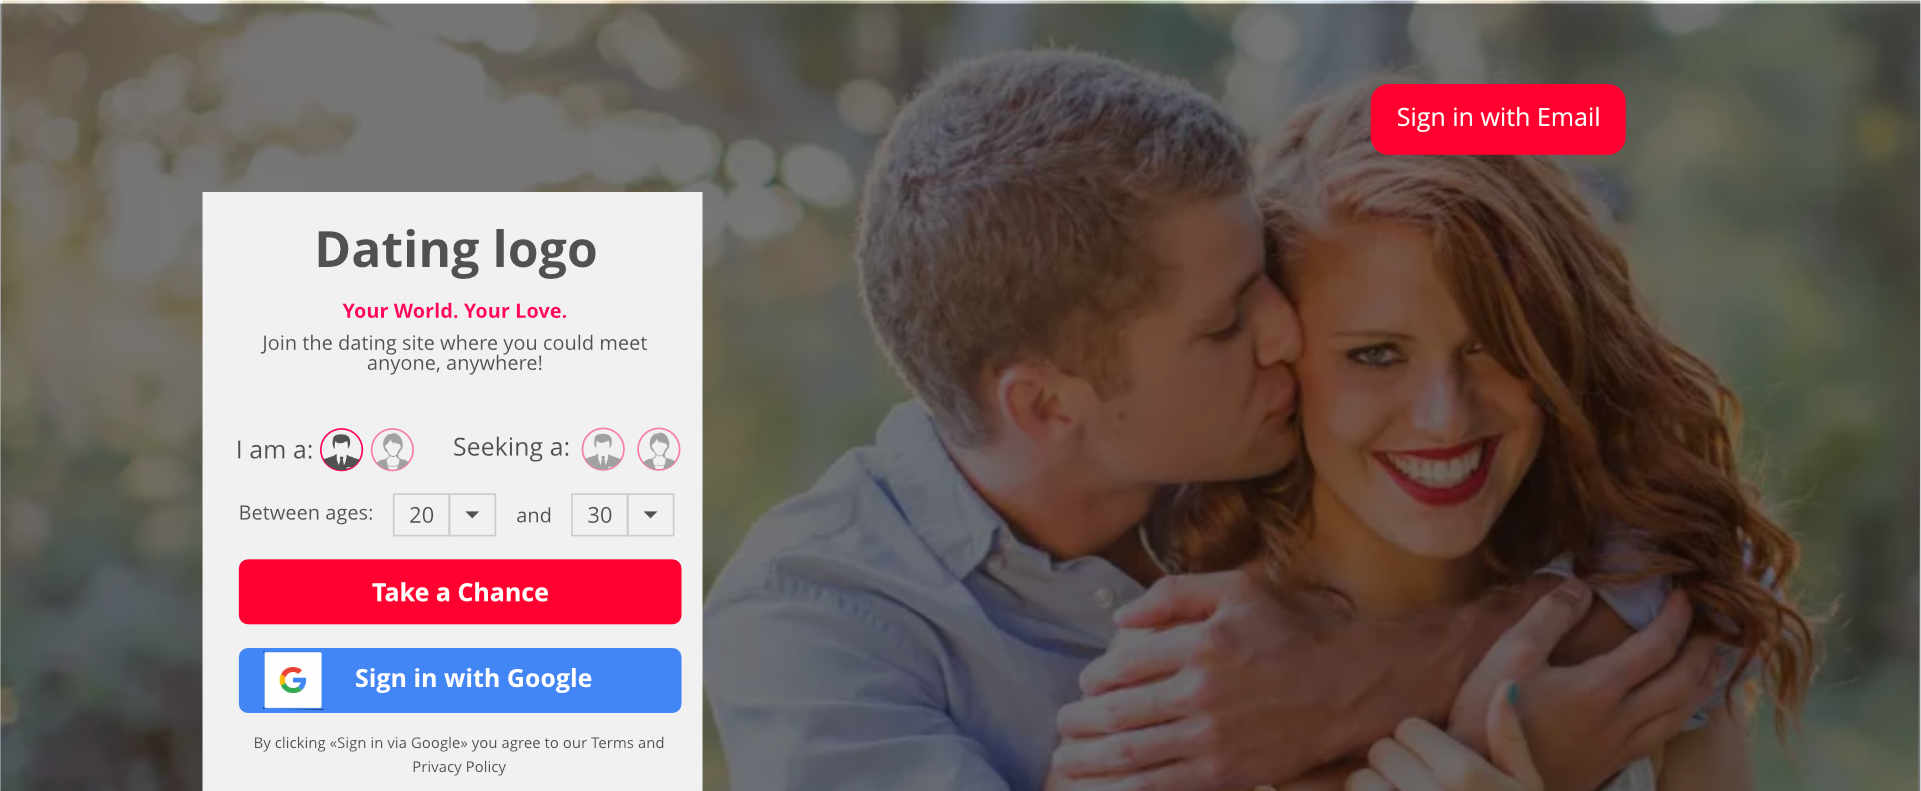 Sign in with Email
Dating logo
Your World. Your Love.
Join the dating site where you could meet
anyone, anywhere!
I am a: Seeking a:
Between ages: 20 and 30
Take a Chance
G Sign in with Google
By clicking «Sign in via Google» you agree to our Terms and
Privacy Policy